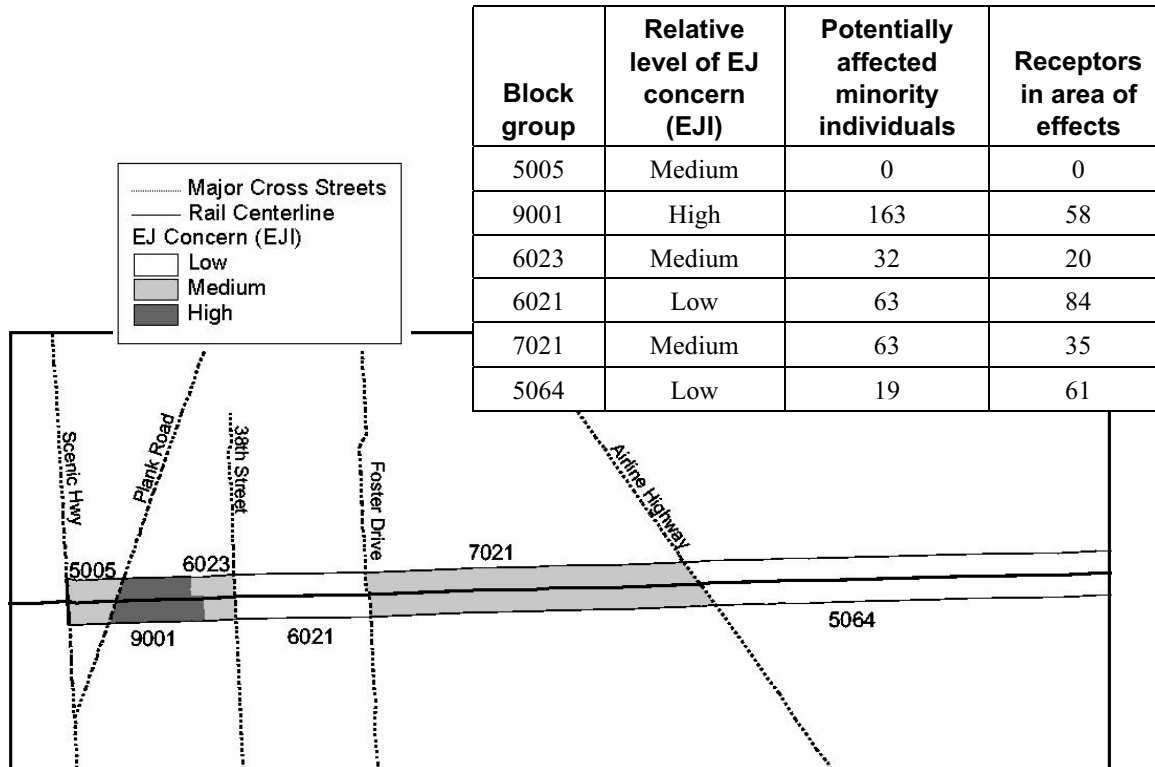 Block group
Relative level of EJ concern (EJI)
Potentially affected minority individuals
Receptors in area of effects
5005 Medium 0 0
9001 High 163 58
6023 Medium 32 20
6021 Low 63 84
7021 Medium 63 35
5064 Low 19 61
Major Cross Streets
Rail Centerline
EJ Concern (EJI)
Low
Medium
High
Scenic Hwy
Plank Road
38th Street
Foster Drive
Airline Highway
5005
6023
7021
9001
6021
5064